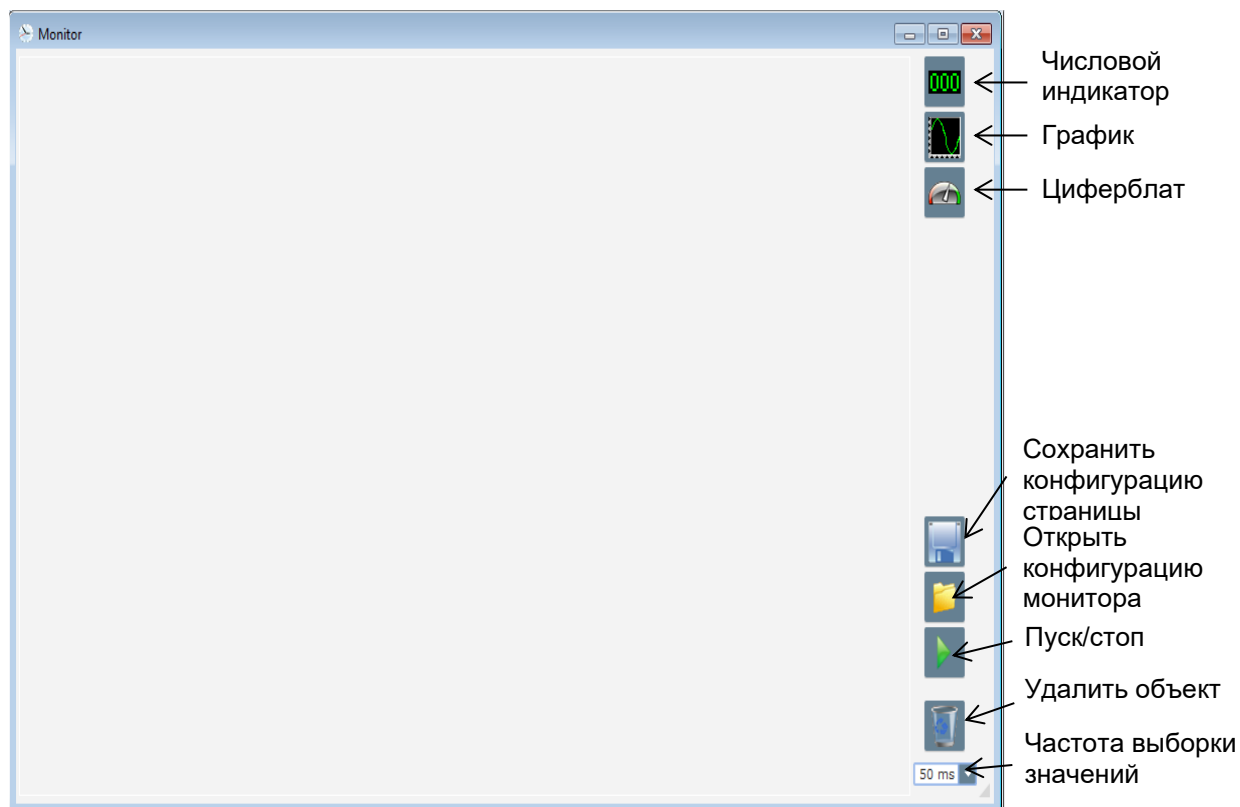 Monitor
000
Числовой
индикатор
График
Циферблат
Сохранить
конфигурацию
страницы
Открыть
конфигурацию
монитора
Пуск/стоп
Удалить объект
Частота выборки
значений
50 ms